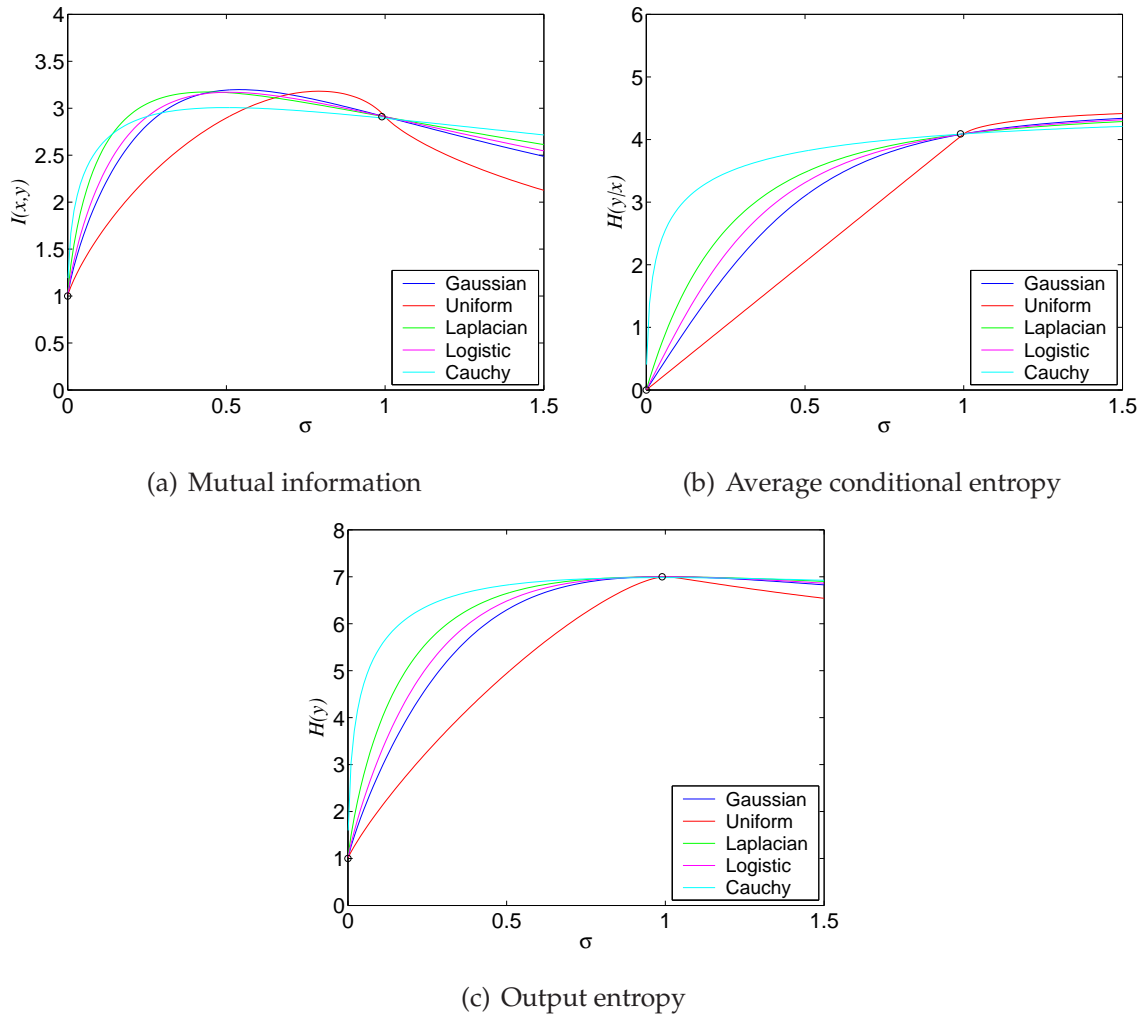 4
3.5
3
2.5
2
1.5
1
0.5
0
0 0.5 1 1.5
I(x,y)
σ
Gaussian
Uniform
Laplacian
Logistic
Cauchy
(a) Mutual information
6
5
4
3
2
1
0
0 0.5 1 1.5
H(y/x)
σ
Gaussian
Uniform
Laplacian
Logistic
Cauchy
(b) Average conditional entropy
8
7
6
5
4
3
2
1
0
0 0.5 1 1.5
H(y)
σ
Gaussian
Uniform
Laplacian
Logistic
Cauchy
(c) Output entropy